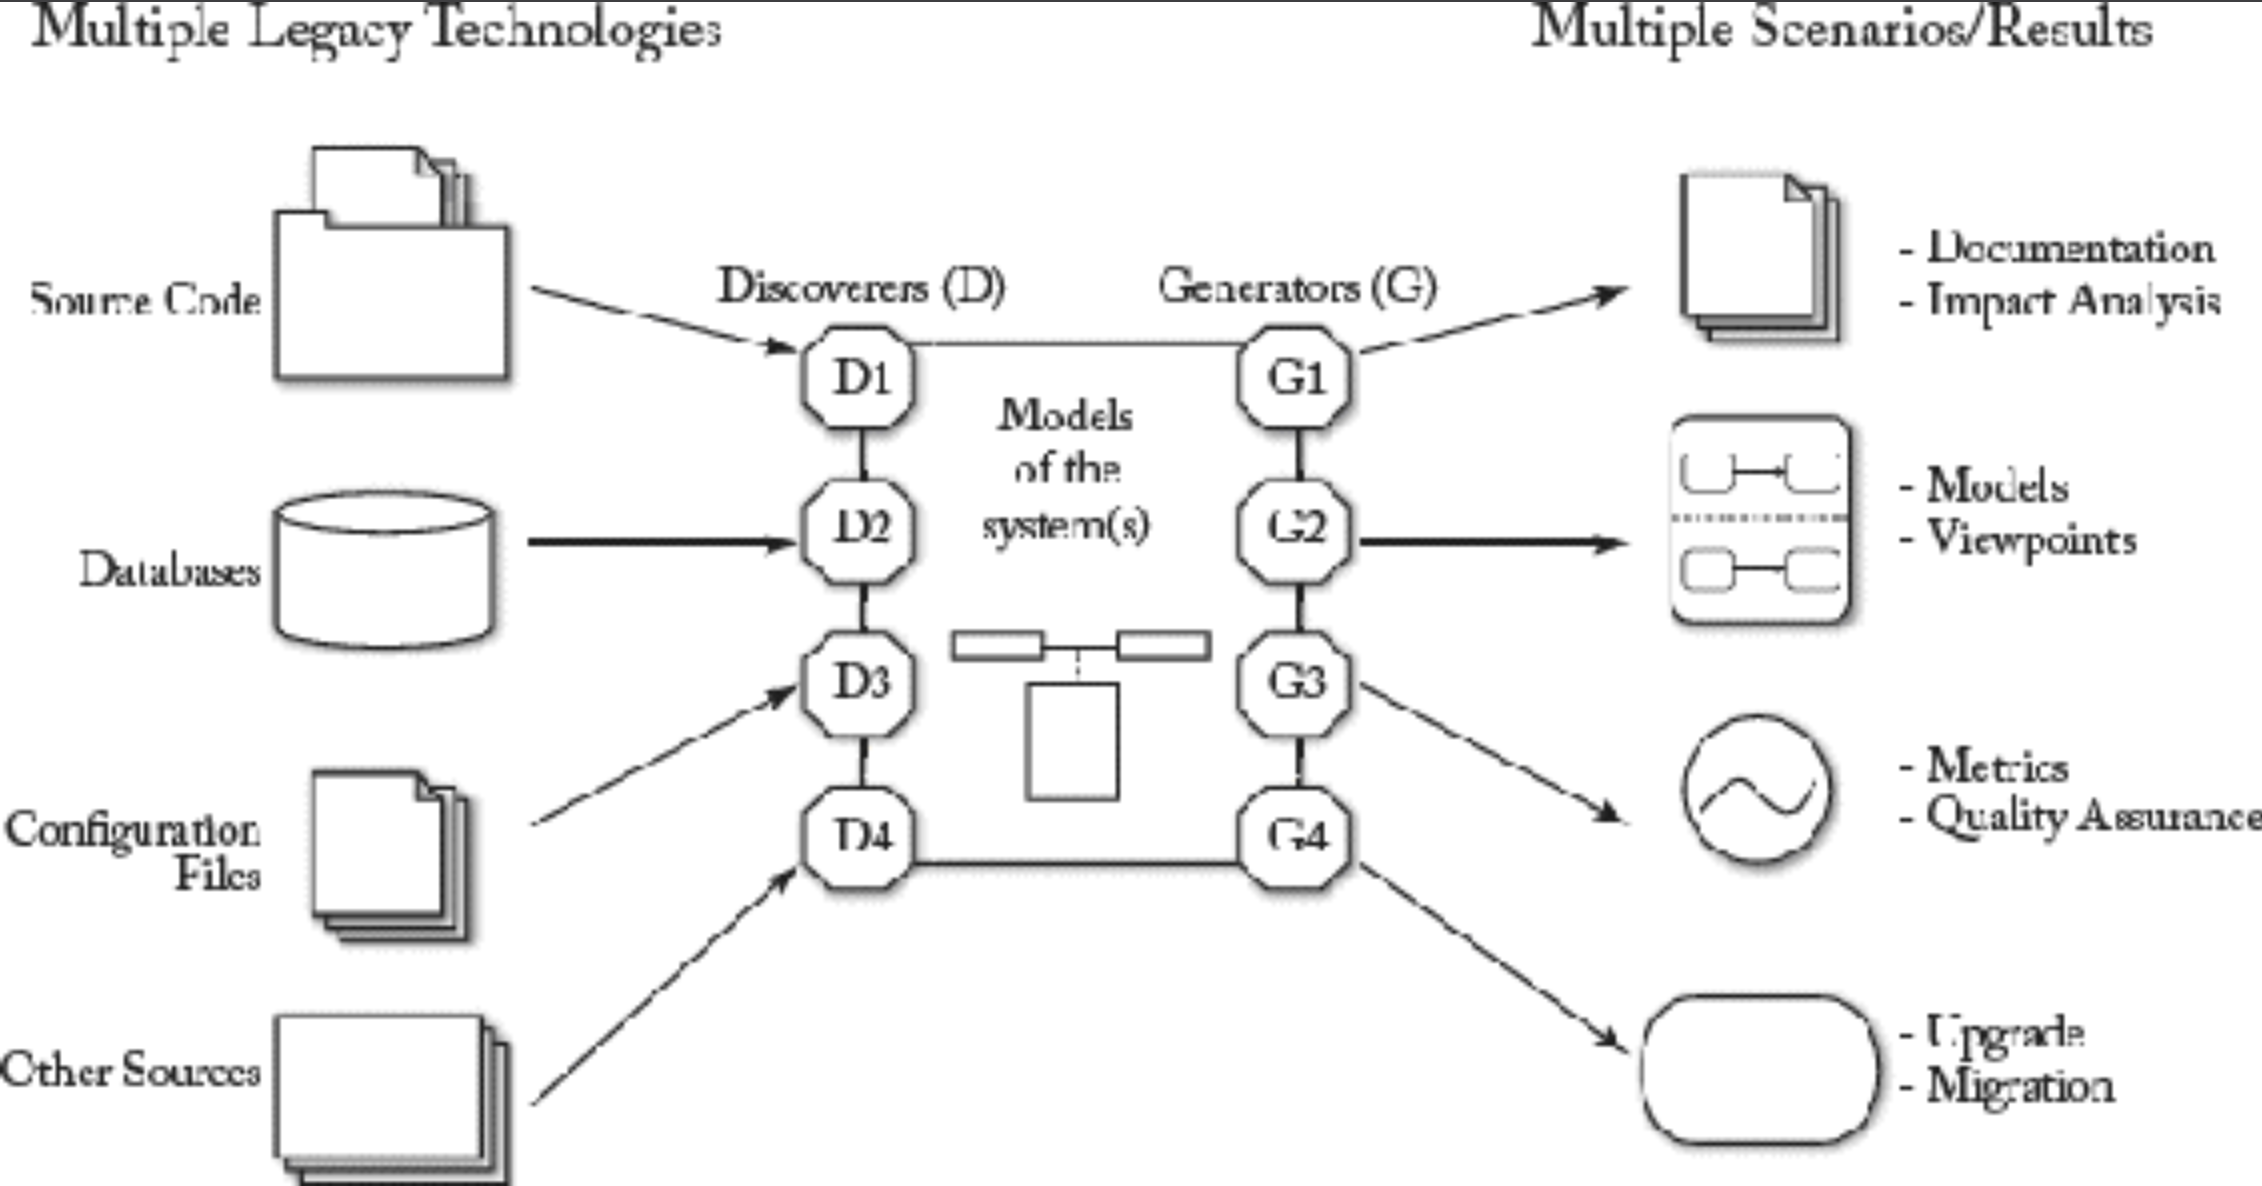 Multiple Legacy Technologies
Multiple Scenarios/Results
Source Code
Databases
Configuration
Files
Other Sources
Discoverers (D)
Generators (G)
D1
D2
D3
D4
Models
of the
system(s)
G1
G2
G3
G4
- Documentation
- Impact Analysis
- Models
- Viewpoints
- Metrics
- Quality Assurance
- Upgrade
- Migration